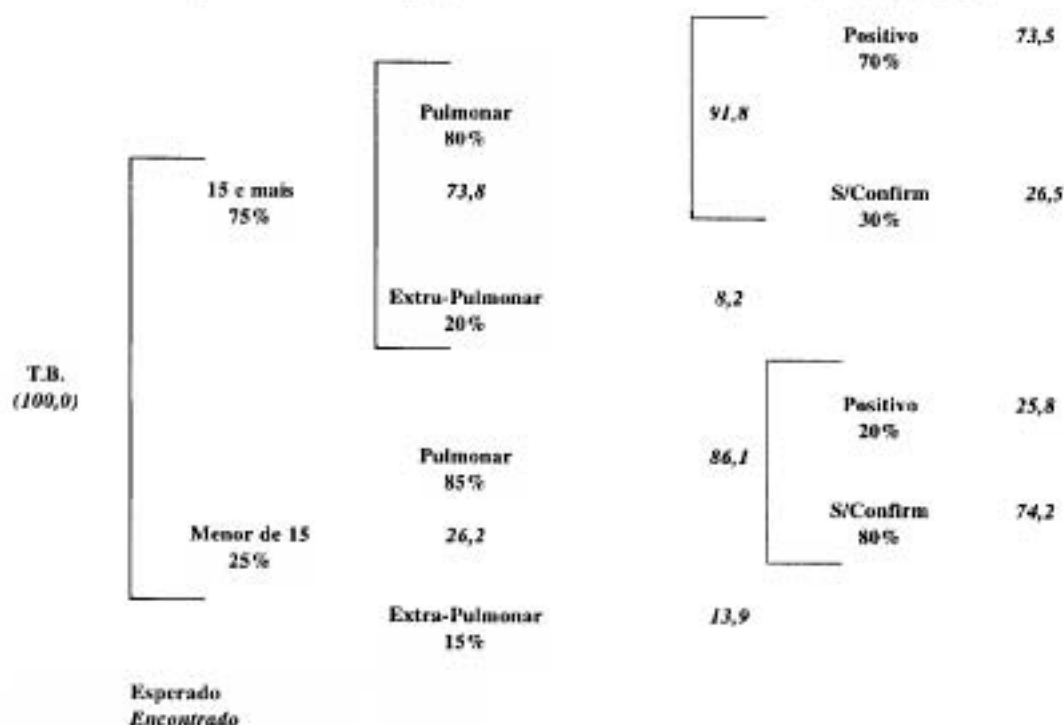 Positivo 73,5
70%
Pulmonar 91,8
80%
15 e mais 73,8 S/Confirm 26,5
75% 30%
Extra-Pulmonar 8,2
20%
T.B.
(100,0) Positivo 25,8
20%
Pulmonar 86,1
85%
S/Confirm 74,2
Menor de 15 26,2 80%
25%
Extra-Pulmonar 13,9
15%
Esperado
Encontrado